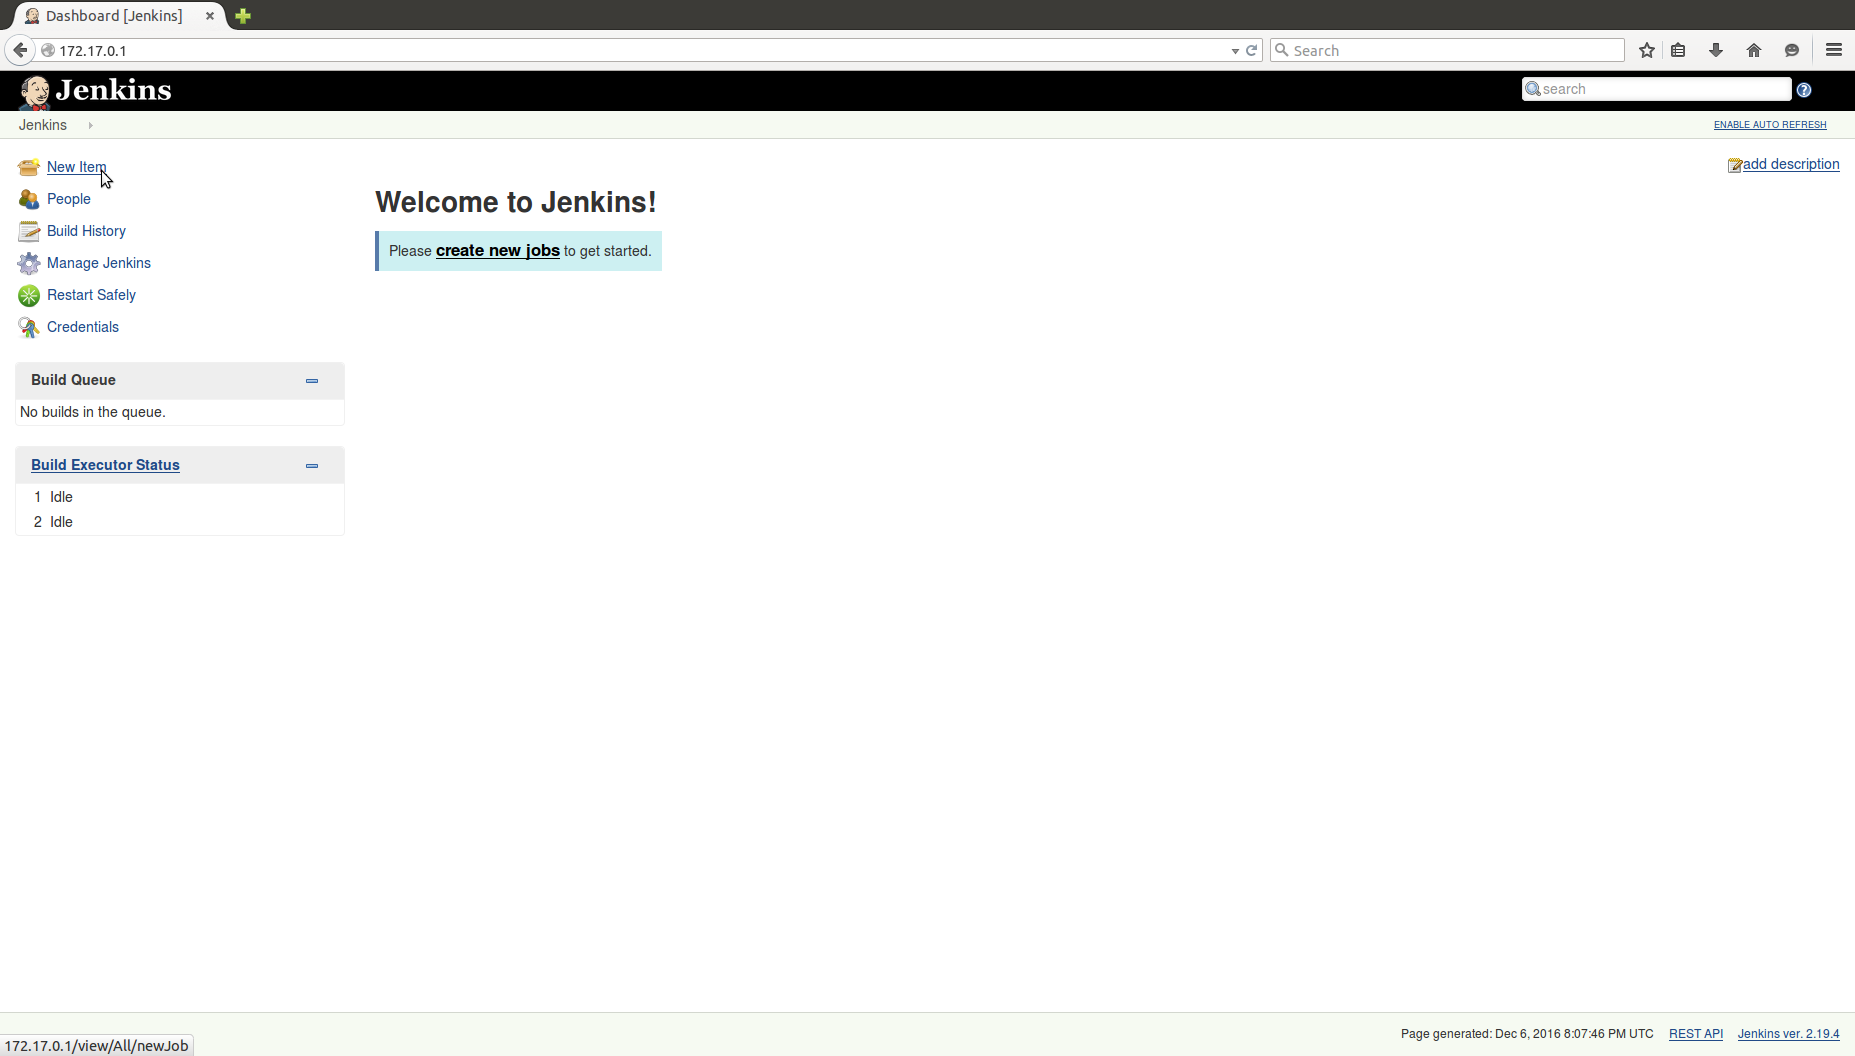 Dashboard [Jenkins]
172.17.0.1
Search
Jenkins
search
Jenkins
ENABLE AUTO REFRESH
New Item
add description
People
Build History
Manage Jenkins
Restart Safely
Credentials
Welcome to Jenkins!
Please create new jobs to get started.
Build Queue
No builds in the queue.
Build Executor Status
1 Idle
2 Idle
Page generated: Dec 6, 2016 8:07:46 PM UTC REST API Jenkins ver. 2.19.4
172.17.0.1/view/All/newJob